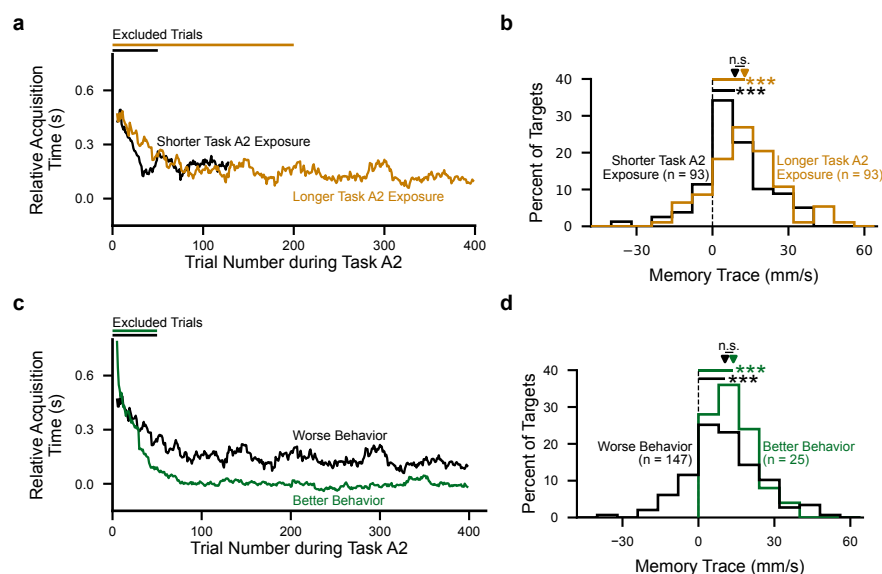 a
Excluded Trials
Relative Acquisition
Time (s)
0.6
0.3
0.0
Shorter Task A2 Exposure
Longer Task A2 Exposure
0
100
200
300
400
Trial Number during Task A2
b
n.s.
***
***
Percent of Targets
40
30
20
10
0
Shorter Task A2
Exposure (n = 93)
Longer Task A2
Exposure (n = 93)
−30
0
30
60
Memory Trace (mm/s)
c
Excluded Trials
Relative Acquisition
Time (s)
0.6
0.3
0.0
Worse Behavior
Better Behavior
0
100
200
300
400
Trial Number during Task A2
d
n.s.
***
***
Percent of Targets
40
30
20
10
0
Worse Behavior
(n = 147)
Better Behavior
(n = 25)
−30
0
30
60
Memory Trace (mm/s)